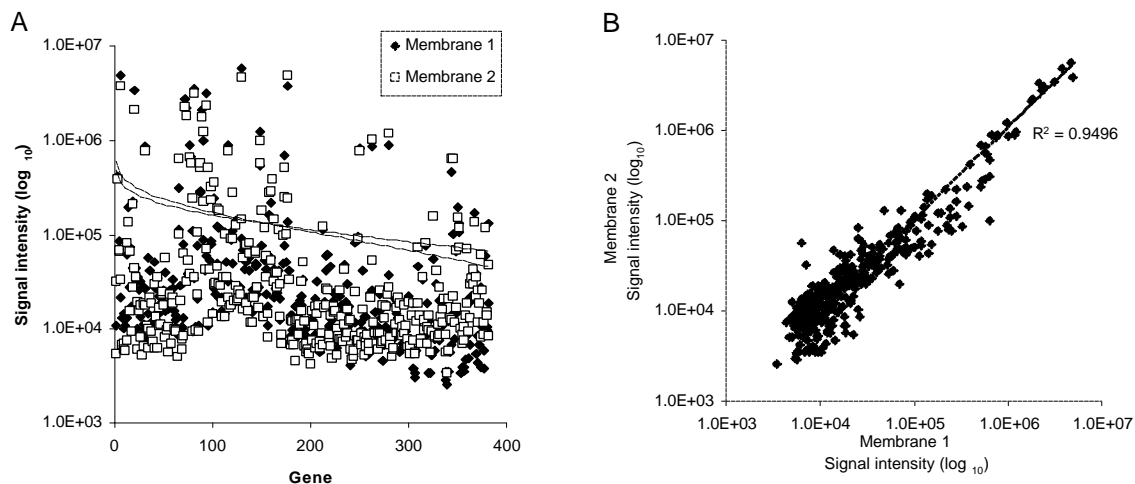 A
1.0E+07
1.0E+06
1.0E+05
1.0E+04
1.0E+03
Signal intensity (log 10)
0
100
200
300
400
Gene
Membrane 1
Membrane 2
B
1.0E+07
1.0E+06
1.0E+05
1.0E+04
1.0E+03
Membrane 2
Signal intensity (log10)
R² = 0.9496
1.0E+03
1.0E+04
1.0E+05
1.0E+06
1.0E+07
Membrane 1
Signal intensity (log 10)